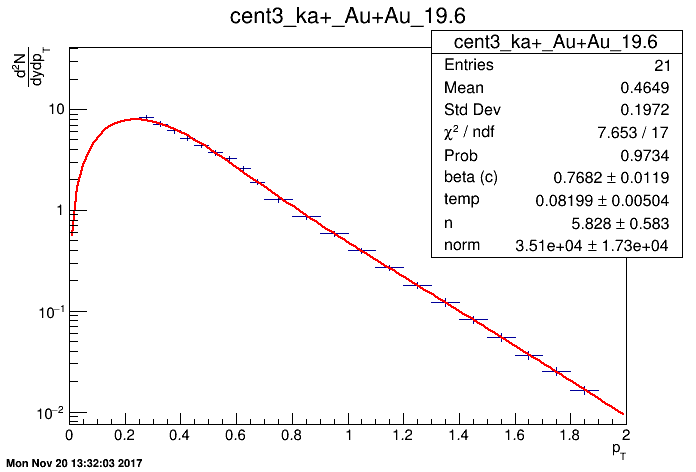 cent3_ka+_Au+Au_19.6
d²N
dydp_T
cent3_ka+_Au+Au_19.6
Entries 21
Mean 0.4649
Std Dev 0.1972
χ² / ndf 7.653 / 17
Prob 0.9734
beta (c) 0.7682 ± 0.0119
temp 0.08199 ± 0.00504
n 5.828 ± 0.583
norm 3.51e+04 ± 1.73e+04
10
1
10⁻¹
10⁻²
0 0.2 0.4 0.6 0.8 1 1.2 1.4 1.6 1.8 2
p_T
Mon Nov 20 13:32:03 2017